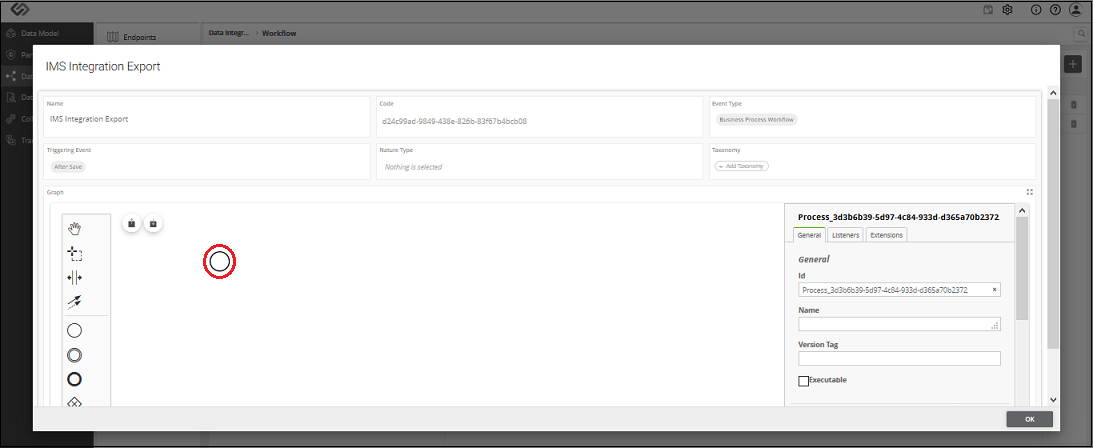 Data Model
Endpoints
Data Integr... > Workflow
IMS Integration Export
Name
IMS Integration Export
Code
d24c99ad-9849-438e-826b-83f67b4bcb08
Event Type
Business Process Workflow
Triggering Event
After Save
Nature Type
Nothing is selected
Taxonomy
+ Add Taxonomy
Graph
Process_3d3b6b39-5d97-4c84-933d-d365a70b2372
General
Listeners
Extensions
General
Id
Process_3d3b6b39-5d97-4c84-933d-d365a70b2372 ×
Name
Version Tag
Executable
OK